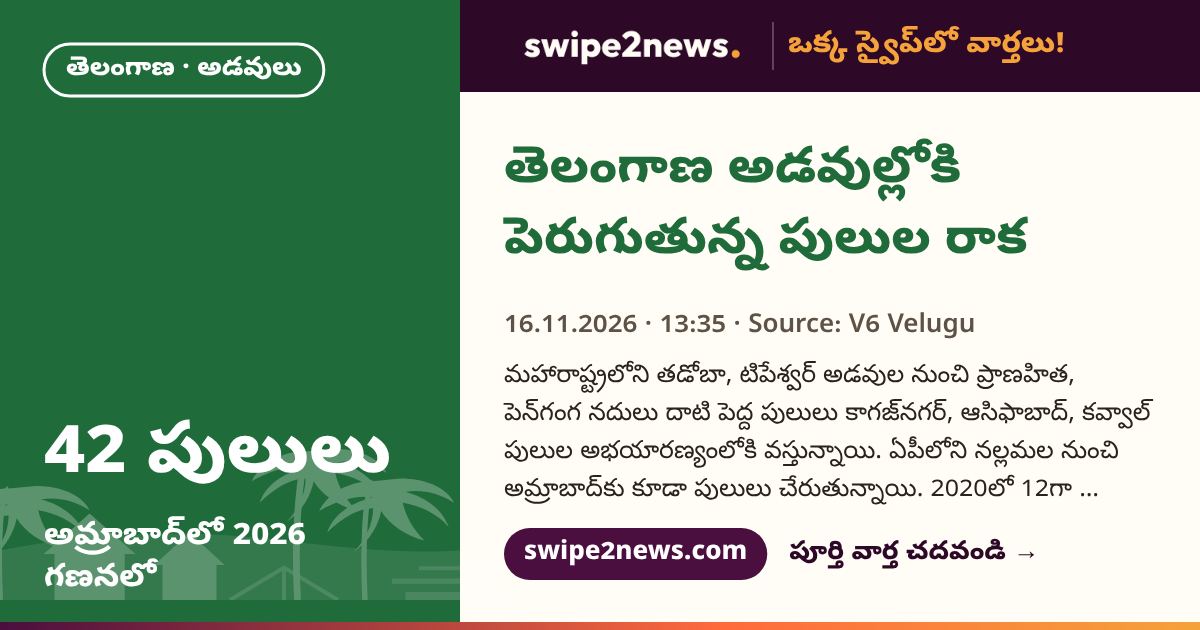 తెలంగాణ · అడవులు
42 పులులు
అమ్రాబాద్‌లో 2026
గణనలో
swipe2news.
ఒక్క స్వైప్‌లో వార్తలు!
తెలంగాణ అడవుల్లోకి
పెరుగుతున్న పులుల రాక
16.11.2026 · 13:35 · Source: V6 Velugu
మహారాష్ట్రలోని తడోబా, టిపేశ్వర్ అడవుల నుంచి ప్రాణహిత,
పెన్‌గంగ నదులు దాటి పెద్ద పులులు కాగజ్‌నగర్, ఆసిఫాబాద్, కవ్వాల్
పులుల అభయారణ్యంలోకి వస్తున్నాయి. ఏపీలోని నల్లమల నుంచి
అమ్రాబాద్‌కు కూడా పులులు చేరుతున్నాయి. 2020లో 12గా ...
swipe2news.com
పూర్తి వార్త చదవండి →